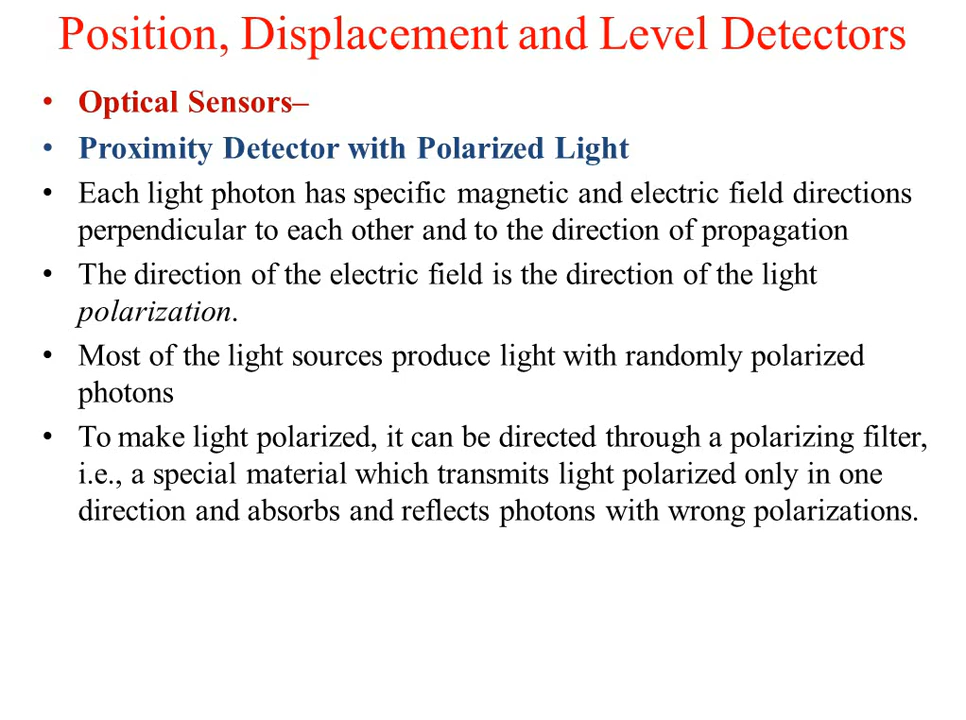 Position, Displacement and Level Detectors
• Optical Sensors–
• Proximity Detector with Polarized Light
• Each light photon has specific magnetic and electric field directions
perpendicular to each other and to the direction of propagation
• The direction of the electric field is the direction of the light
polarization.
• Most of the light sources produce light with randomly polarized
photons
• To make light polarized, it can be directed through a polarizing filter,
i.e., a special material which transmits light polarized only in one
direction and absorbs and reflects photons with wrong polarizations.